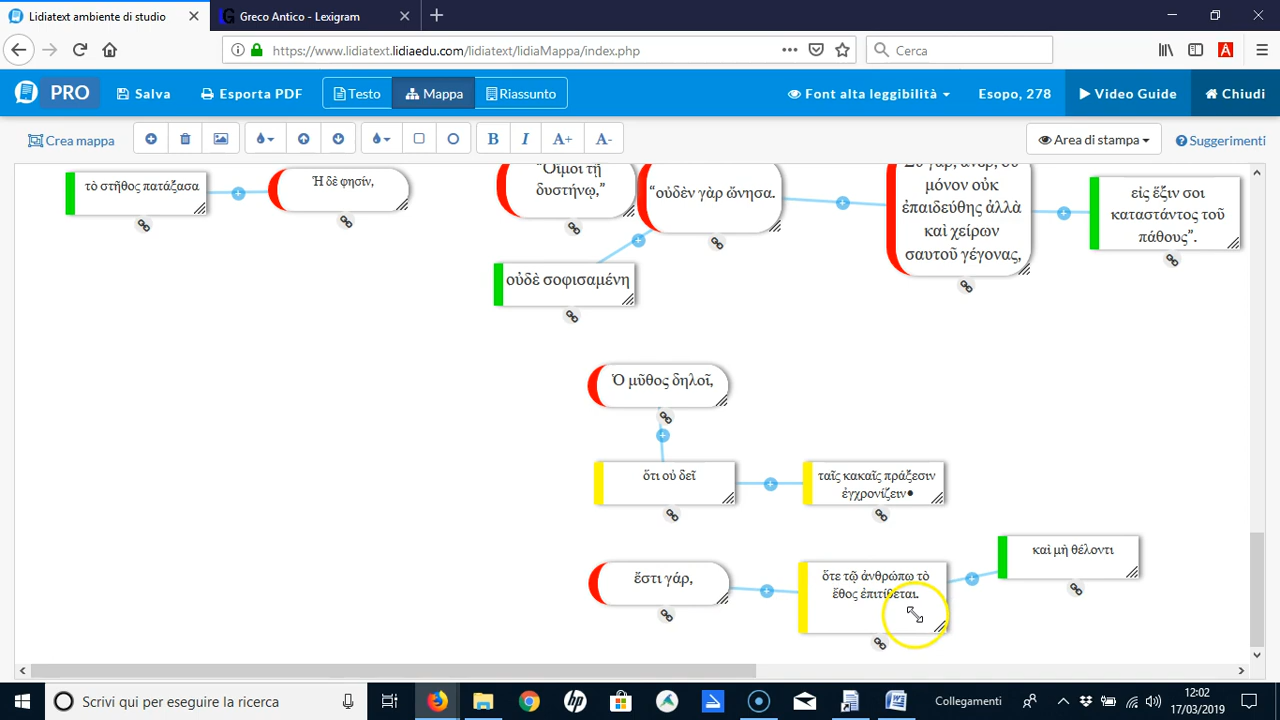 Lidiatext ambiente di studio
Greco Antico - Lexigram
https://www.lidiatext.lidiaedu.com/lidiatext/lidiaMappa/index.php
Cerca
PRO
Salva
Esporta PDF
Testo
Mappa
Riassunto
Font alta leggibilità
Esopo, 278
Video Guide
Chiudi
Crea mappa
B
I
A+
A-
Area di stampa
Suggerimenti
τὸ στῆθος πατάξασα
Ἡ δὲ φησίν,
“Οἴμοι τῇ
δυστήνῳ,”
“οὐδὲν γὰρ ὤνησα.
οὐδὲ σοφισαμένη
μόνον οὐκ
ἐπαιδεύθης ἀλλὰ
καὶ χείρων
σαυτοῦ γέγονας,
εἰς ἕξιν σοι
καταστάντος τοῦ
πάθους”.
Ὁ μῦθος δηλοῖ,
ὅτι οὐ δεῖ
ταῖς κακαῖς πράξεσιν
ἐγχρονίζειν•
ἔστι γάρ,
ὅτε τῷ ἀνθρώπῳ τὸ
ἔθος ἐπιτίθεται.
καὶ μὴ θέλοντι
Scrivi qui per eseguire la ricerca
Collegamenti
12:02
17/03/2019